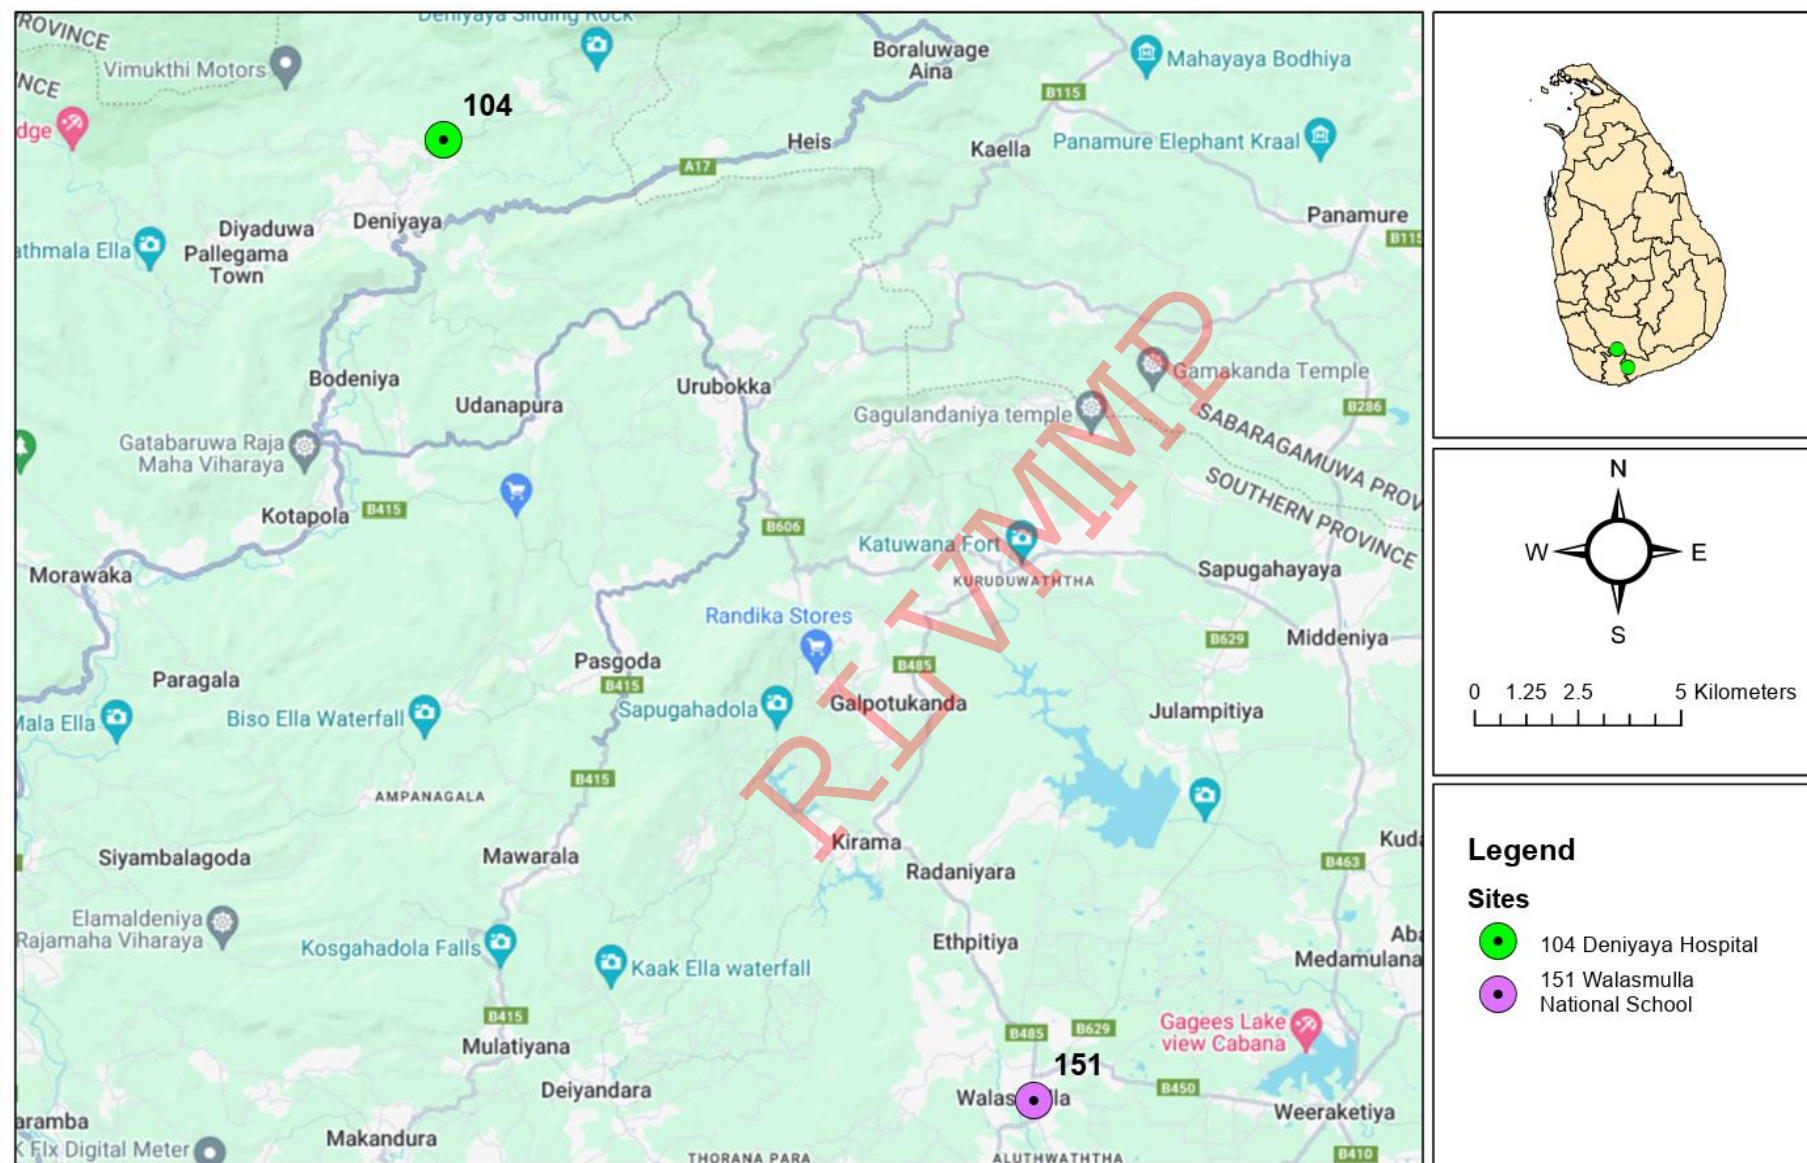 ROVINCE
NCE
Vimukthi Motors
Deniyaya Sliding Rock
Boraluwage
Aina
Mahayaya Bodhiya
B115
104
dge
Heis
Kaella
Panamure Elephant Kraal
A17
Diyaduwa
Deniyaya
Panamure
B115
athmala Ella
Pallegama
Town
Bodeniya
Udanapura
Urubokka
Gamakanda Temple
Gagulandaniya temple
B286
SABARAGAMUWA PROV
SOUTHERN PROVINCE
Gatabaruwa Raja
Maha Viharaya
Kotapola
B415
B606
Katuwana Fort
KURUDUWATHTHA
Sapugahayaya
Morawaka
Randika Stores
B629
Middeniya
Pasgoda
B485
Paragala
B415
Mala Ella
Biso Ella Waterfall
Sapugahadola
Galpotukanda
Julampitiya
RLVMMP
B415
AMPANAGALA
Siyambalagoda
Mawarala
Kirama
Radaniyara
Kuda
B463
Elamaldeniya
Rajamaha Viharaya
Kosgahadola Falls
Kaak Ella waterfall
Ethpitiya
Aba
Medamulana
B415
Mulatiyana
B485
B629
Gagees Lake
view Cabana
151
Deiyandara
Walas lla
B450
Weeraketiya
aramba
K FIx Digital Meter
Makandura
THORANA PARA
ALUTHWATHTHA
B410
N
W
E
S
0 1.25 2.5 5 Kilometers
Legend
Sites
104 Deniyaya Hospital
151 Walasmulla
National School